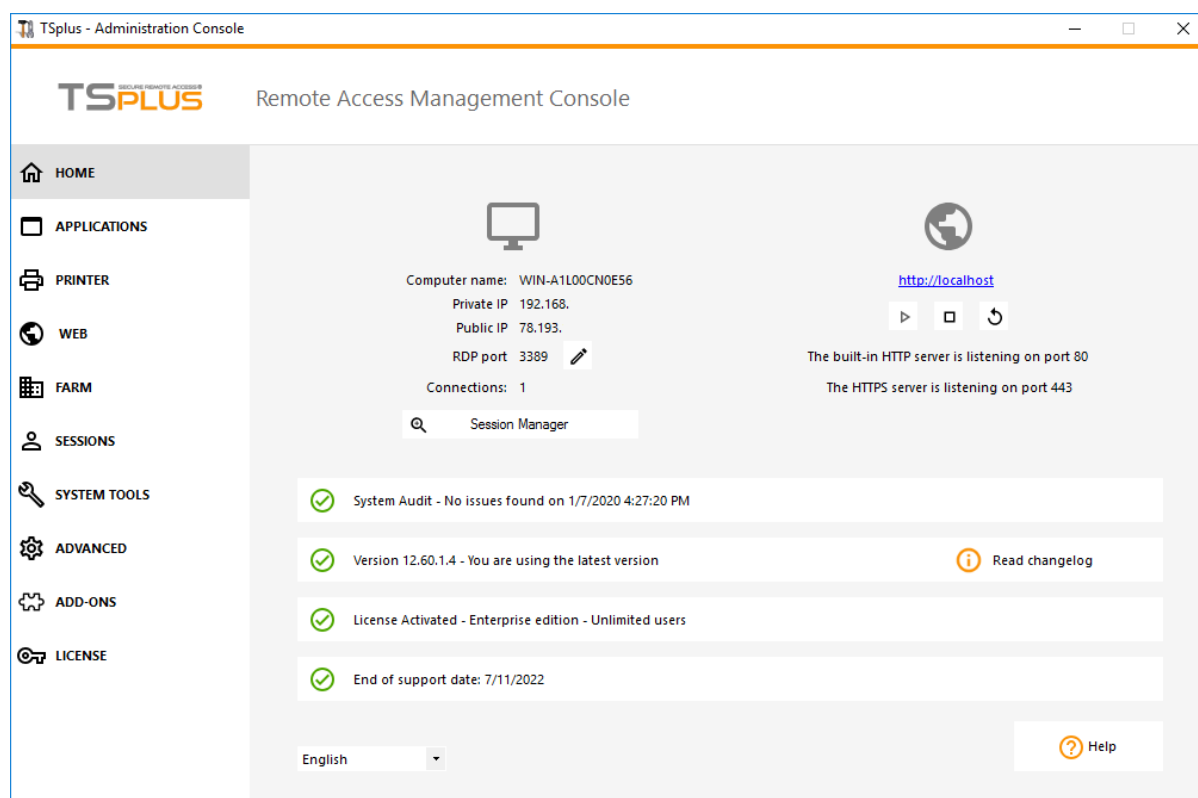 TSplus - Administration Console
TSPLUS
SECURE REMOTE ACCESS®
Remote Access Management Console
HOME
APPLICATIONS
PRINTER
WEB
FARM
SESSIONS
SYSTEM TOOLS
ADVANCED
ADD-ONS
LICENSE
Computer name: WIN-A1L00CN0E56
Private IP 192.168.
Public IP 78.193.
RDP port 3389
Connections: 1
Session Manager
http://localhost
The built-in HTTP server is listening on port 80
The HTTPS server is listening on port 443
System Audit - No issues found on 1/7/2020 4:27:20 PM
Version 12.60.1.4 - You are using the latest version
Read changelog
License Activated - Enterprise edition - Unlimited users
End of support date: 7/11/2022
English
Help